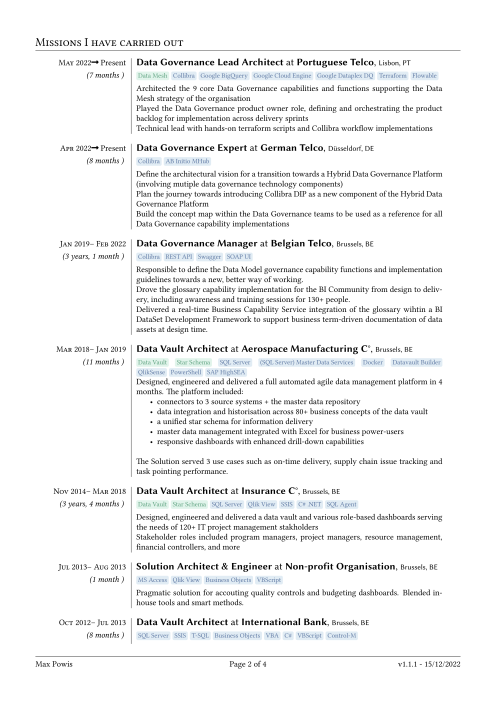 Missions I have carried out
May 2022→ Present
(7 months )
Data Governance Lead Architect at Portuguese Telco, Lisbon, PT
Data Mesh Collibra Google BigQuery Google Cloud Engine Google Dataplex DQ Terraform Flowable
Architected the 9 core Data Governance capabilities and functions supporting the Data
Mesh strategy of the organisation
Played the Data Governance product owner role, defining and orchestrating the product
backlog for implementation across delivery sprints
Technical lead with hands-on terraform scripts and Collibra workflow implementations
Apr 2022→ Present
(8 months )
Data Governance Expert at German Telco, Düsseldorf, DE
Collibra AB Initio MHub
Define the architectural vision for a transition towards a Hybrid Data Governance Platform
(involving mutiple data governance technology components)
Plan the journey towards introducing Collibra DIP as a new component of the Hybrid Data
Governance Platform
Build the concept map within the Data Governance teams to be used as a reference for all
Data Governance capability implementations
Jan 2019– Feb 2022
(3 years, 1 month )
Data Governance Manager at Belgian Telco, Brussels, BE
Collibra REST API Swagger SOAP UI
Responsible to define the Data Model governance capability functions and implementation
guidelines towards a new, better way of working.
Drove the glossary capability implementation for the BI Community from design to deliv-
ery, including awareness and training sessions for 130+ people.
Delivered a real-time Business Capability Service integration of the glossary wihtin a BI
DataSet Development Framework to support business term-driven documentation of data
assets at design time.
Mar 2018– Jan 2019
(11 months )
Data Vault Architect at Aerospace Manufacturing C°, Brussels, BE
Data Vault Star Schema SQL Server (SQL Server) Master Data Services Docker Datavault Builder
QlikSense PowerShell SAP HighSEA
Designed, engineered and delivered a full automated agile data management platform in 4
months. The platform included:
• connectors to 3 source systems + the master data repository
• data integration and historisation across 80+ business concepts of the data vault
• a unified star schema for information delivery
• master data management integrated with Excel for business power-users
• responsive dashboards with enhanced drill-down capabilities
The Solution served 3 use cases such as on-time delivery, supply chain issue tracking and
task pointing performance.
Nov 2014– Mar 2018
(3 years, 4 months )
Data Vault Architect at Insurance C°, Brussels, BE
Data Vault Star Schema SQL Server Qlik View SSIS C# .NET SQL Agent
Designed, engineered and delivered a data vault and various role-based dashboards serving
the needs of 120+ IT project management stakholders
Stakeholder roles included program managers, project managers, resource management,
financial controllers, and more
Jul 2013– Aug 2013
(1 month )
Solution Architect & Engineer at Non-profit Organisation, Brussels, BE
MS Access Qlik View Business Objects VBScript
Pragmatic solution for accouting quality controls and budgeting dashboards. Blended in-
house tools and smart methods.
Oct 2012– Jul 2013
(8 months )
Data Vault Architect at International Bank, Brussels, BE
SQL Server SSIS T-SQL Business Objects VBA C# VBScript Control-M
Max Powis
Page 2 of 4
v1.1.1 - 15/12/2022